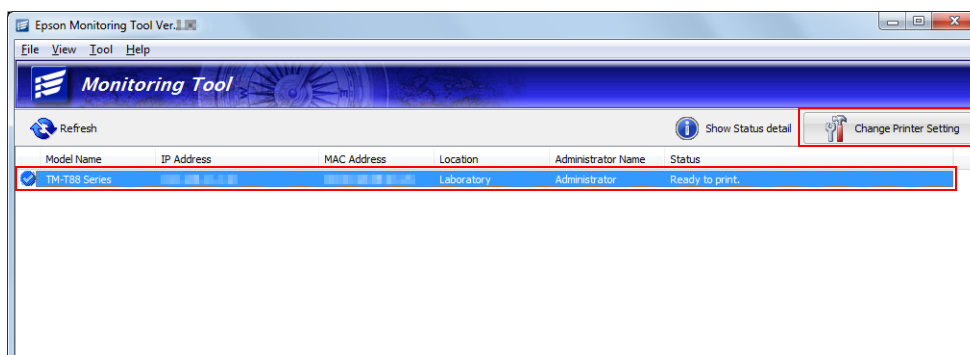 Epson Monitoring Tool Ver.
File View Tool Help
Monitoring Tool
Refresh Show Status detail Change Printer Setting
Model Name IP Address MAC Address Location Administrator Name Status
TM-T88 Series Laboratory Administrator Ready to print.